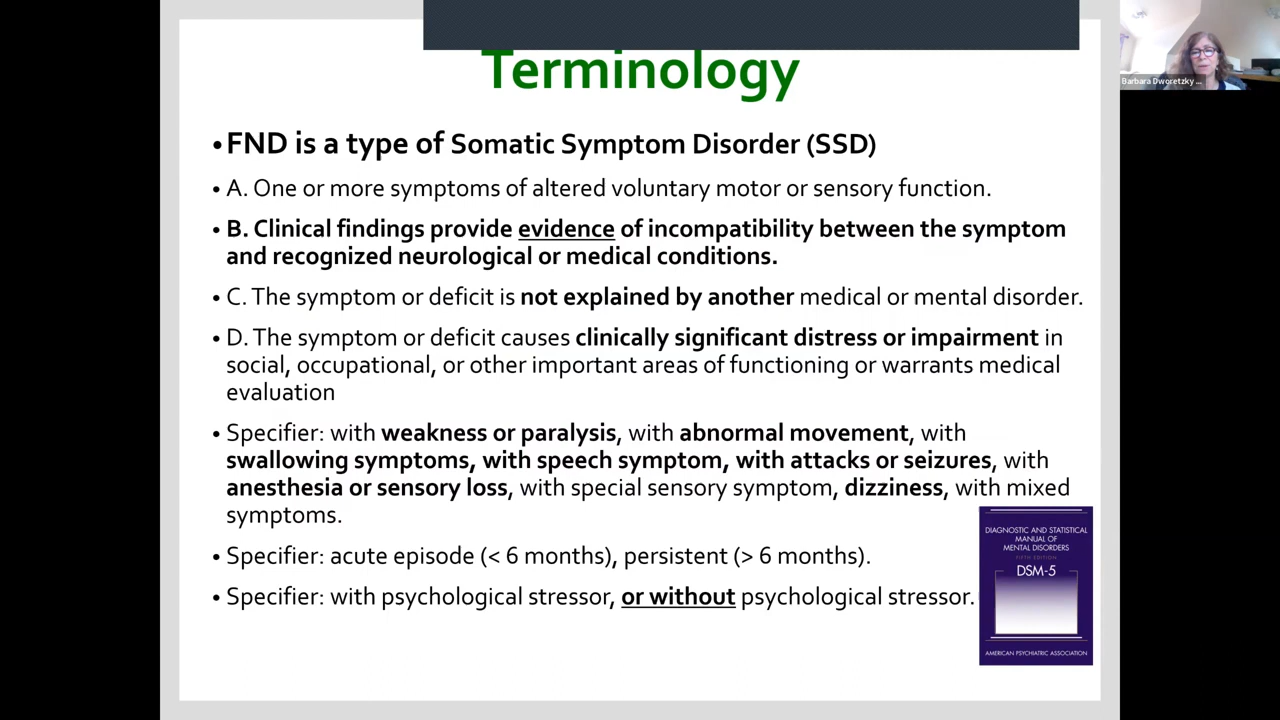 Terminology
•FND is a type of Somatic Symptom Disorder (SSD)
• A. One or more symptoms of altered voluntary motor or sensory function.
• B. Clinical findings provide evidence of incompatibility between the symptom
and recognized neurological or medical conditions.
• C. The symptom or deficit is not explained by another medical or mental disorder.
• D. The symptom or deficit causes clinically significant distress or impairment in
social, occupational, or other important areas of functioning or warrants medical
evaluation
• Specifier: with weakness or paralysis, with abnormal movement, with
swallowing symptoms, with speech symptom, with attacks or seizures, with
anesthesia or sensory loss, with special sensory symptom, dizziness, with mixed
symptoms.
• Specifier: acute episode (< 6 months), persistent (> 6 months).
• Specifier: with psychological stressor, or without psychological stressor.
DIAGNOSTIC AND STATISTICAL
MANUAL OF
MENTAL DISORDERS
FIFTH EDITION
DSM-5
AMERICAN PSYCHIATRIC ASSOCIATION
Barbara Dworetzky ...